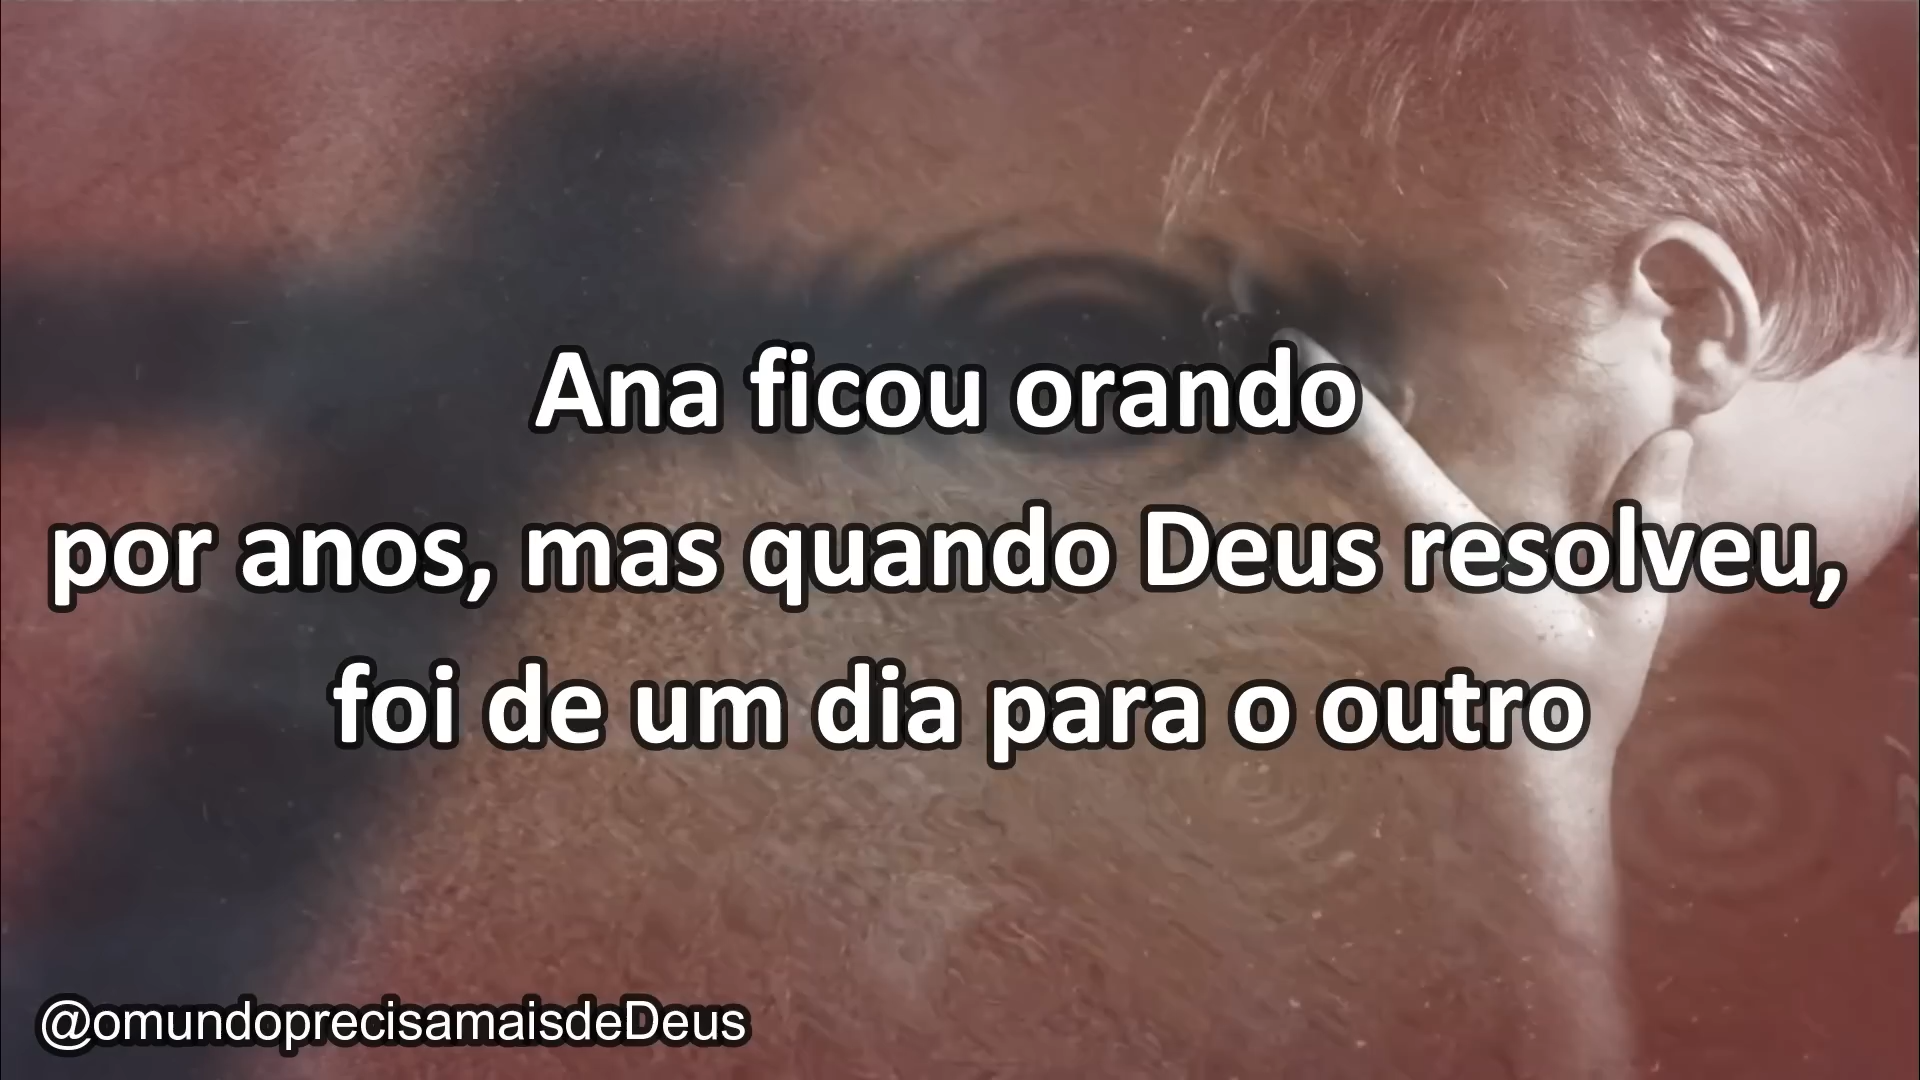 Ana ficou orando
por anos, mas quando Deus resolveu,
foi de um dia para o outro
@omundoprecisamaisdeDeus